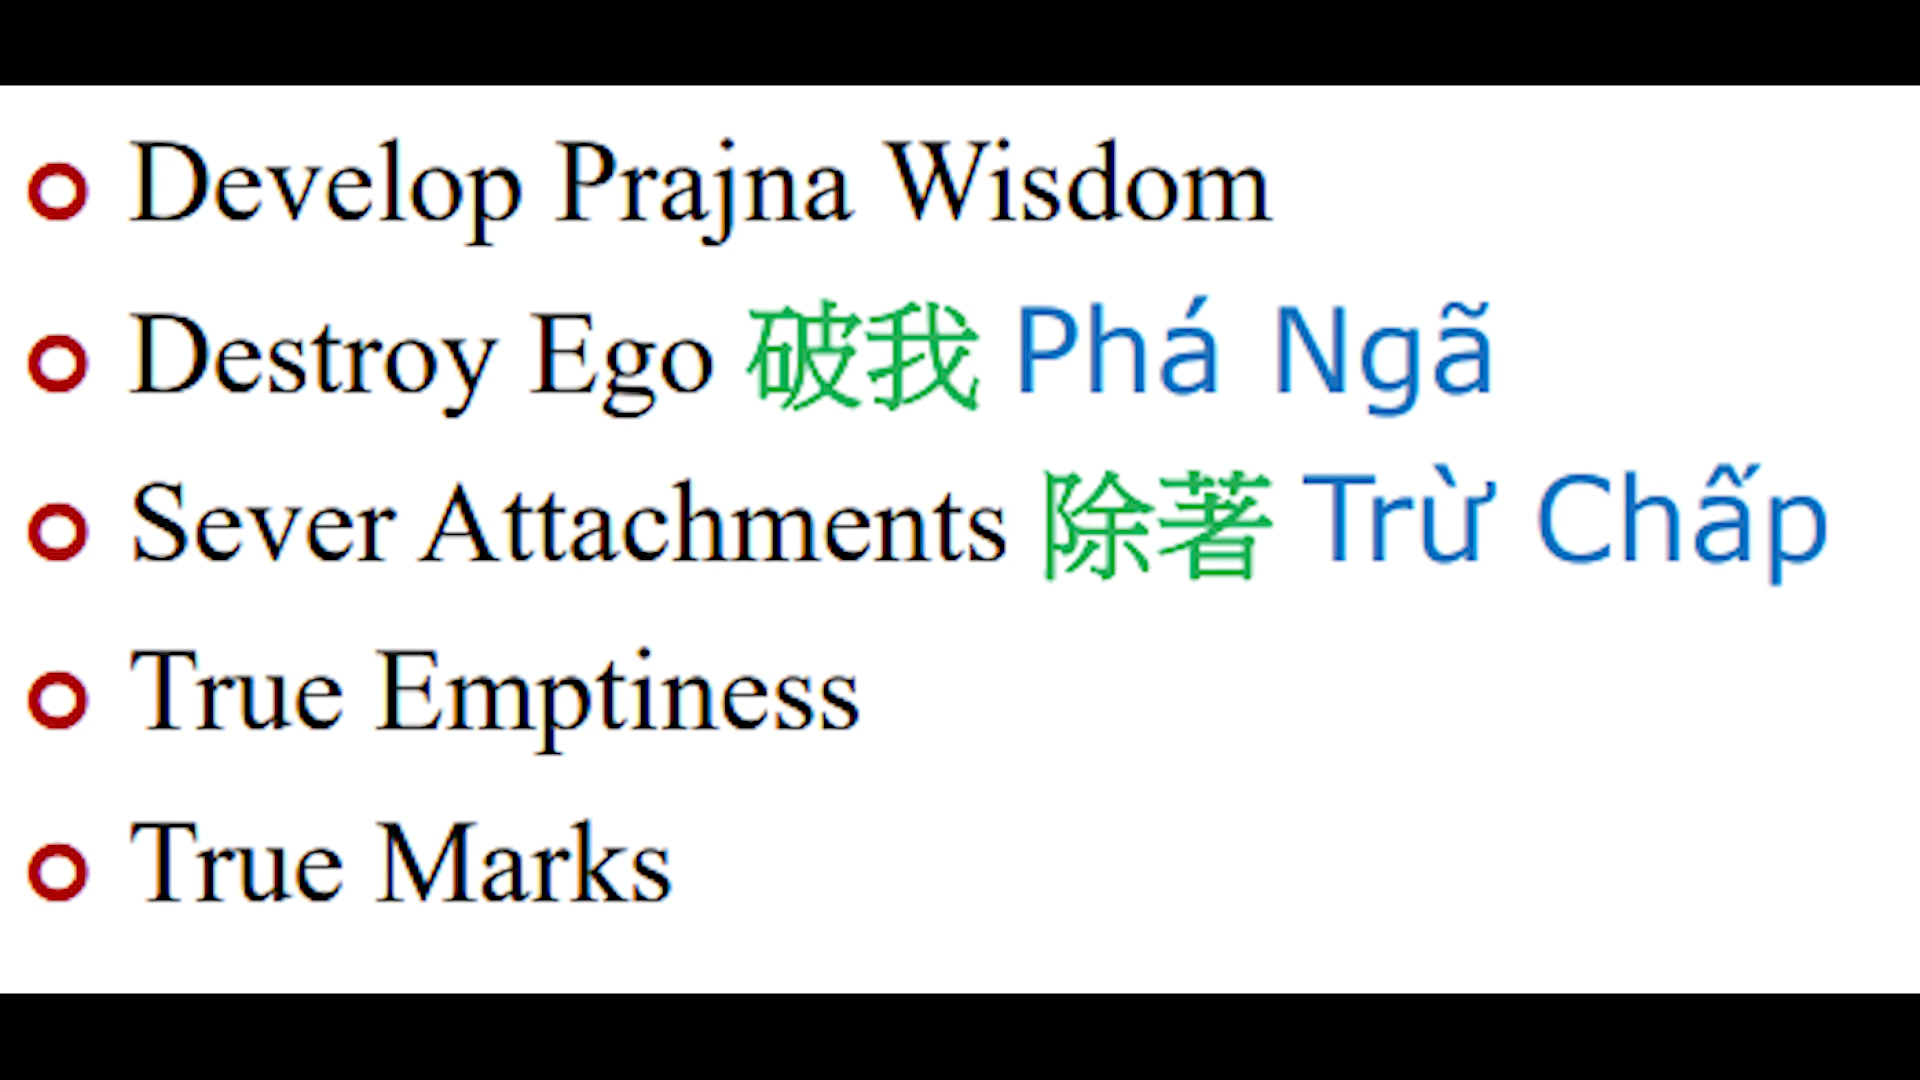 Develop Prajna Wisdom
Destroy Ego 破我 Phá Ngã
Sever Attachments 除著 Trừ Chấp
True Emptiness
True Marks